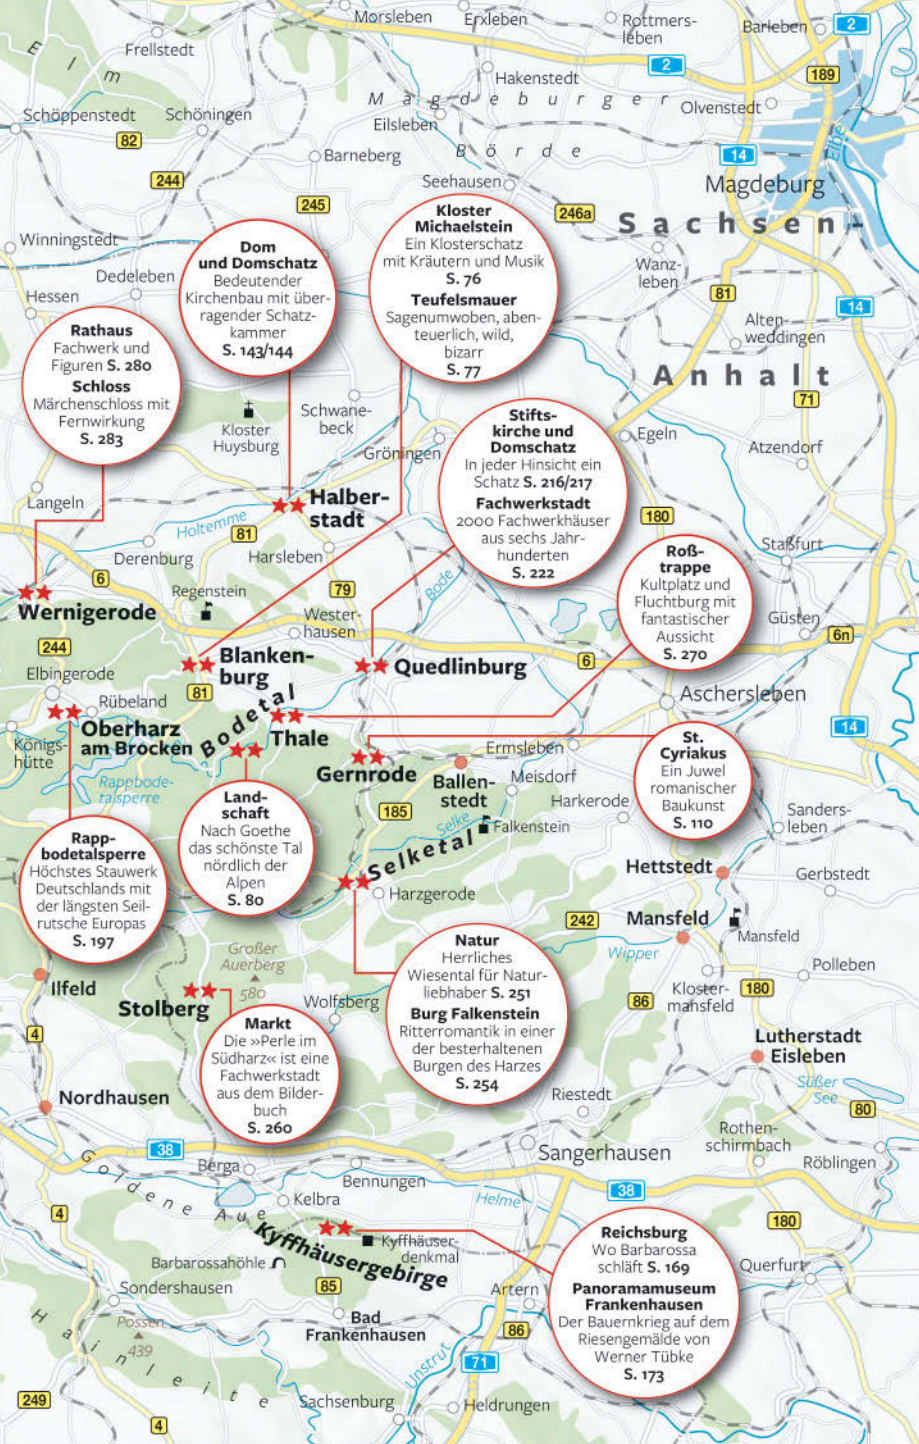 Morsleben
Erxleben
Rottmers-
leben
Barleben
2
Frellstedt
2
Elm
Hakenstedt
189
Magdeburger
Olvenstedt
Schöppenstedt
Schöningen
Eilsleben
82
Börde
Elbe
14
Barneberg
244
Seehausen
Magdeburg
245
246a
Sachsen-
Winningstedt
Dedeleben
Hessen
Wanz-
leben
81
14
Alten-
weddingen
Anhalt
71
Kloster
Michaelstein
Ein Klosterschatz
mit Kräutern und Musik
S. 76
Teufelsmauer
Sagenumwoben, aben-
teuerlich, wild,
bizarr
S. 77
Dom
und Domschatz
Bedeutender
Kirchenbau mit über-
ragender Schatz-
kammer
S. 143/144
Rathaus
Fachwerk und
Figuren S. 280
Schloss
Märchenschloss mit
Fernwirkung
S. 283
Schwane-
beck
Kloster
Huysburg
Gröningen
Egeln
Atzendorf
Stifts-
kirche und
Domschatz
In jeder Hinsicht ein
Schatz S. 216/217
Fachwerkstadt
2000 Fachwerkhäuser
aus sechs Jahr-
hunderten
S. 222
Langeln
Halber-
stadt
Holtemme
81
180
Staßfurt
Derenburg
Harsleben
6
79
Bode
Regenstein
Wernigerode
Wester-
hausen
Roß-
trappe
Kultplatz und
Fluchtburg mit
fantastischer
Aussicht
S. 270
Güsten
6n
244
6
Blanken-
burg
Quedlinburg
Elbingerode
81
Aschersleben
Rübeland
Oberharz
am Brocken
Bodetal
Thale
14
Königs-
hütte
Rappbode-
talsperre
Gernrode
Ermsleben
St.
Cyriakus
Ein Juwel
romanischer
Baukunst
S. 110
Ballen-
stedt
Meisdorf
Harkerode
185
Selke
Falkenstein
Sanders-
leben
Land-
schaft
Nach Goethe
das schönste Tal
nördlich der
Alpen
S. 80
Rapp-
bodetalsperre
Höchstes Stauwerk
Deutschlands mit
der längsten Seil-
rutsche Europas
S. 197
Selketal
Harzgerode
Hettstedt
Gerbstedt
242
Mansfeld
Mansfeld
Wipper
Natur
Herrliches
Wiesental für Natur-
liebhaber S. 251
Burg Falkenstein
Ritterromantik in einer
der besterhaltenen
Burgen des Harzes
S. 254
Großer
Auerberg
580
Polleben
Ilfeld
Kloster-
mansfeld
180
86
Stolberg
Wolfsberg
Markt
Die »Perle im
Südharz« ist eine
Fachwerkstadt
aus dem Bilder-
buch
S. 260
4
Lutherstadt
Eisleben
Süßer
See
80
Nordhausen
Riestedt
Rothen-
schirmbach
38
Sangerhausen
Röblingen
Berga
Bennungen
Goldene Aue
Kelbra
Helme
38
4
180
Kyffhäusergebirge
Kyffhäuser-
denkmal
Reichsburg
Wo Barbarossa
schläft S. 169
Panoramamuseum
Frankenhausen
Der Bauernkrieg auf dem
Riesengemälde von
Werner Tübke
S. 173
Barbarossahöhle
Querfurt
Sondershausen
85
Artern
Bad
Frankenhausen
86
Possen
439
Hainleite
71
Unstrut
249
Sachsenburg
Heldrungen
4